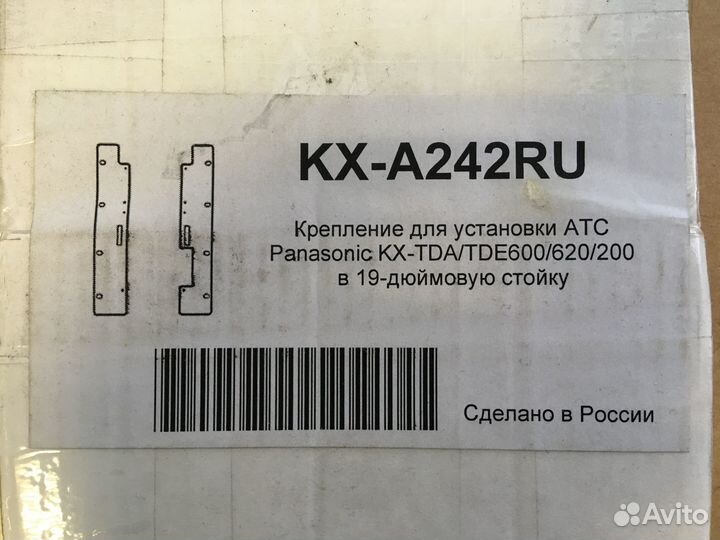 KX-A242RU
Крепление для установки АТС
Panasonic KX-TDA/TDE600/620/200
в 19-дюймовую стойку
Сделано в России
Avito